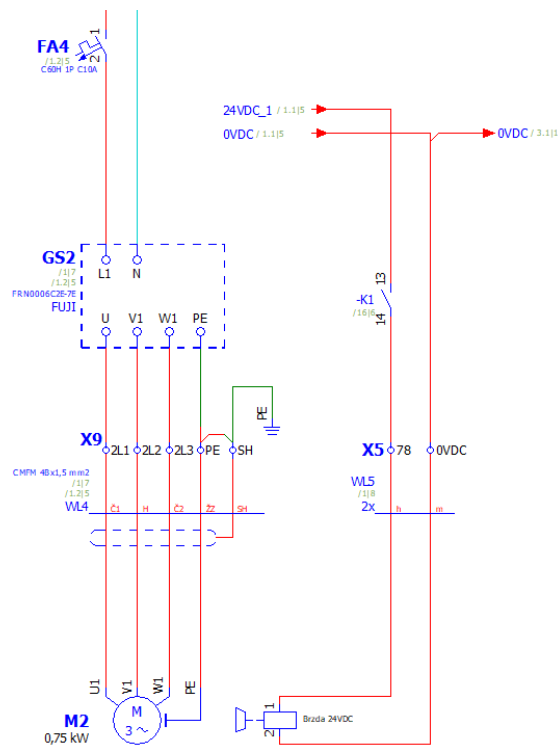 FA4
/1.2|5
C60H 1P C10A
1
2
24VDC_1 / 1.1|5
0VDC / 1.1|5
0VDC / 3.1|1
GS2
/1|7
/1.2|5
FRN0006C2E-7E
FUJI
L1 N
U V1 W1 PE
-K1
/16|6
13
14
PE
X9
2L1 2L2 2L3 PE SH
X5 78 0VDC
CMFM 4Bx1,5 mm2
/1|7
/1.2|5
WL4 Č1 H Č2 ŽZ SH
WL5
/1|8
2x h m
U1 V1 W1 PE
M2
0,75 kW
M
3 ~
1
2
Brzda 24VDC